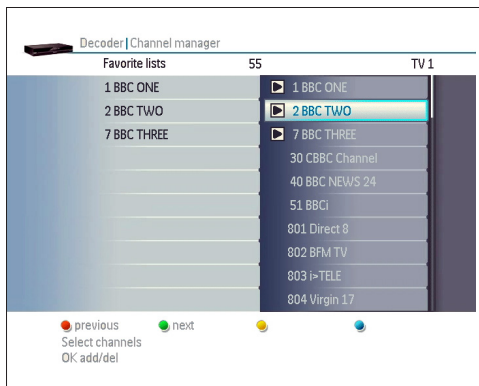 Decoder | Channel manager
Favorite lists 55 TV 1
1 BBC ONE
2 BBC TWO
7 BBC THREE
1 BBC ONE
2 BBC TWO
7 BBC THREE
30 CBBC Channel
40 BBC NEWS 24
51 BBCi
801 Direct 8
802 BFM TV
803 i>TELE
804 Virgin 17
previous next
Select channels
OK add/del